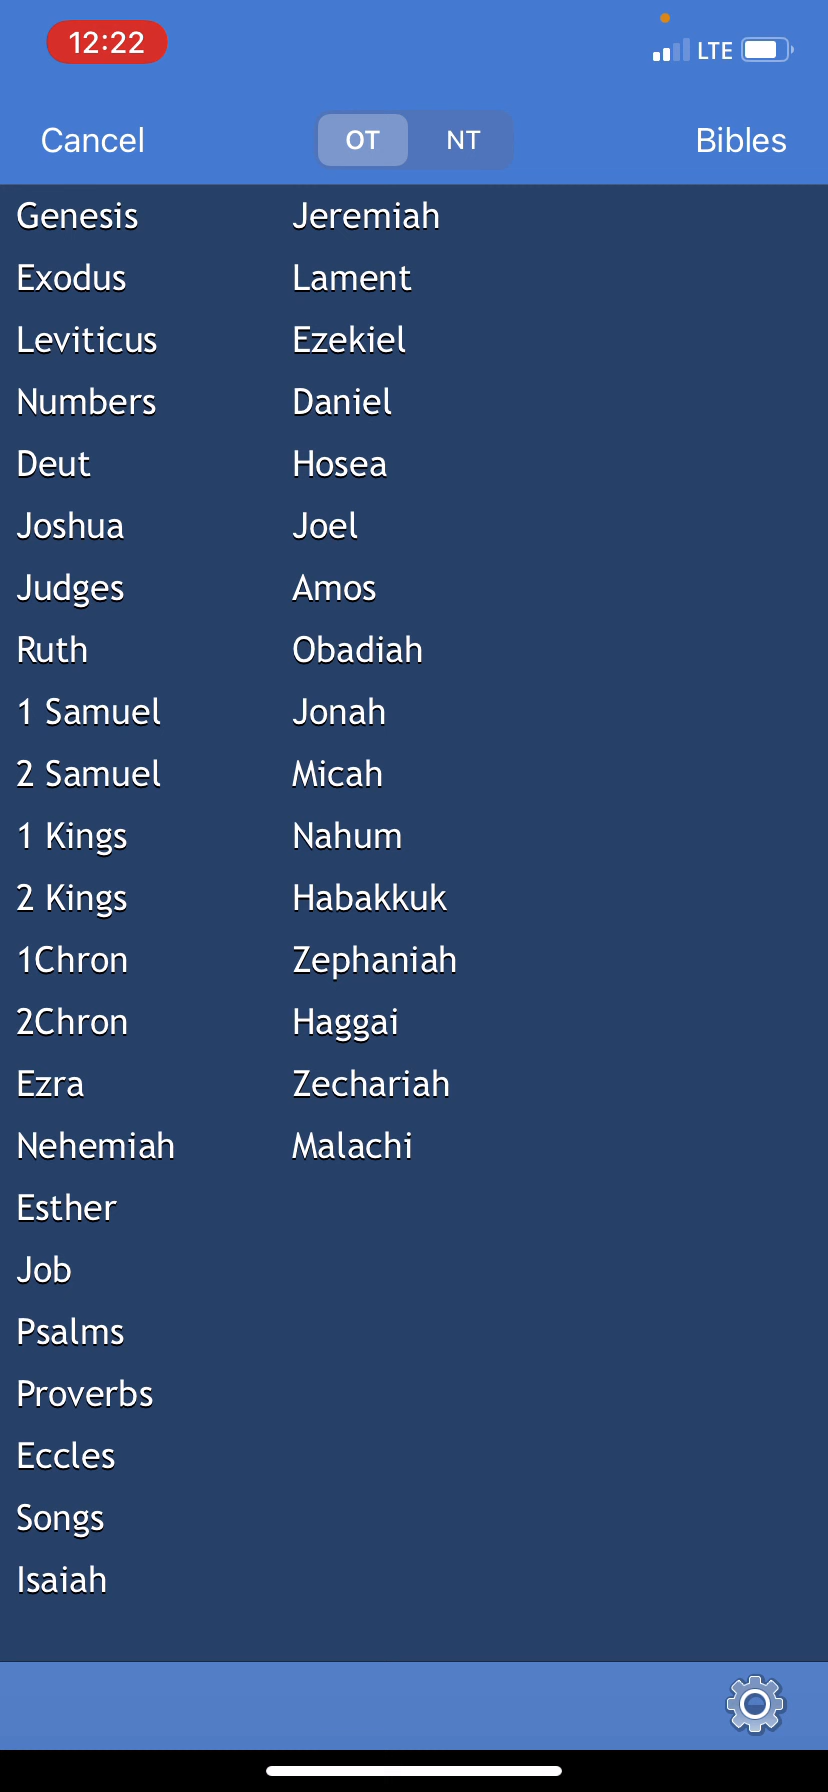 12:22
LTE
Cancel
OT NT
Bibles
Genesis
Exodus
Leviticus
Numbers
Deut
Joshua
Judges
Ruth
1 Samuel
2 Samuel
1 Kings
2 Kings
1Chron
2Chron
Ezra
Nehemiah
Esther
Job
Psalms
Proverbs
Eccles
Songs
Isaiah
Jeremiah
Lament
Ezekiel
Daniel
Hosea
Joel
Amos
Obadiah
Jonah
Micah
Nahum
Habakkuk
Zephaniah
Haggai
Zechariah
Malachi